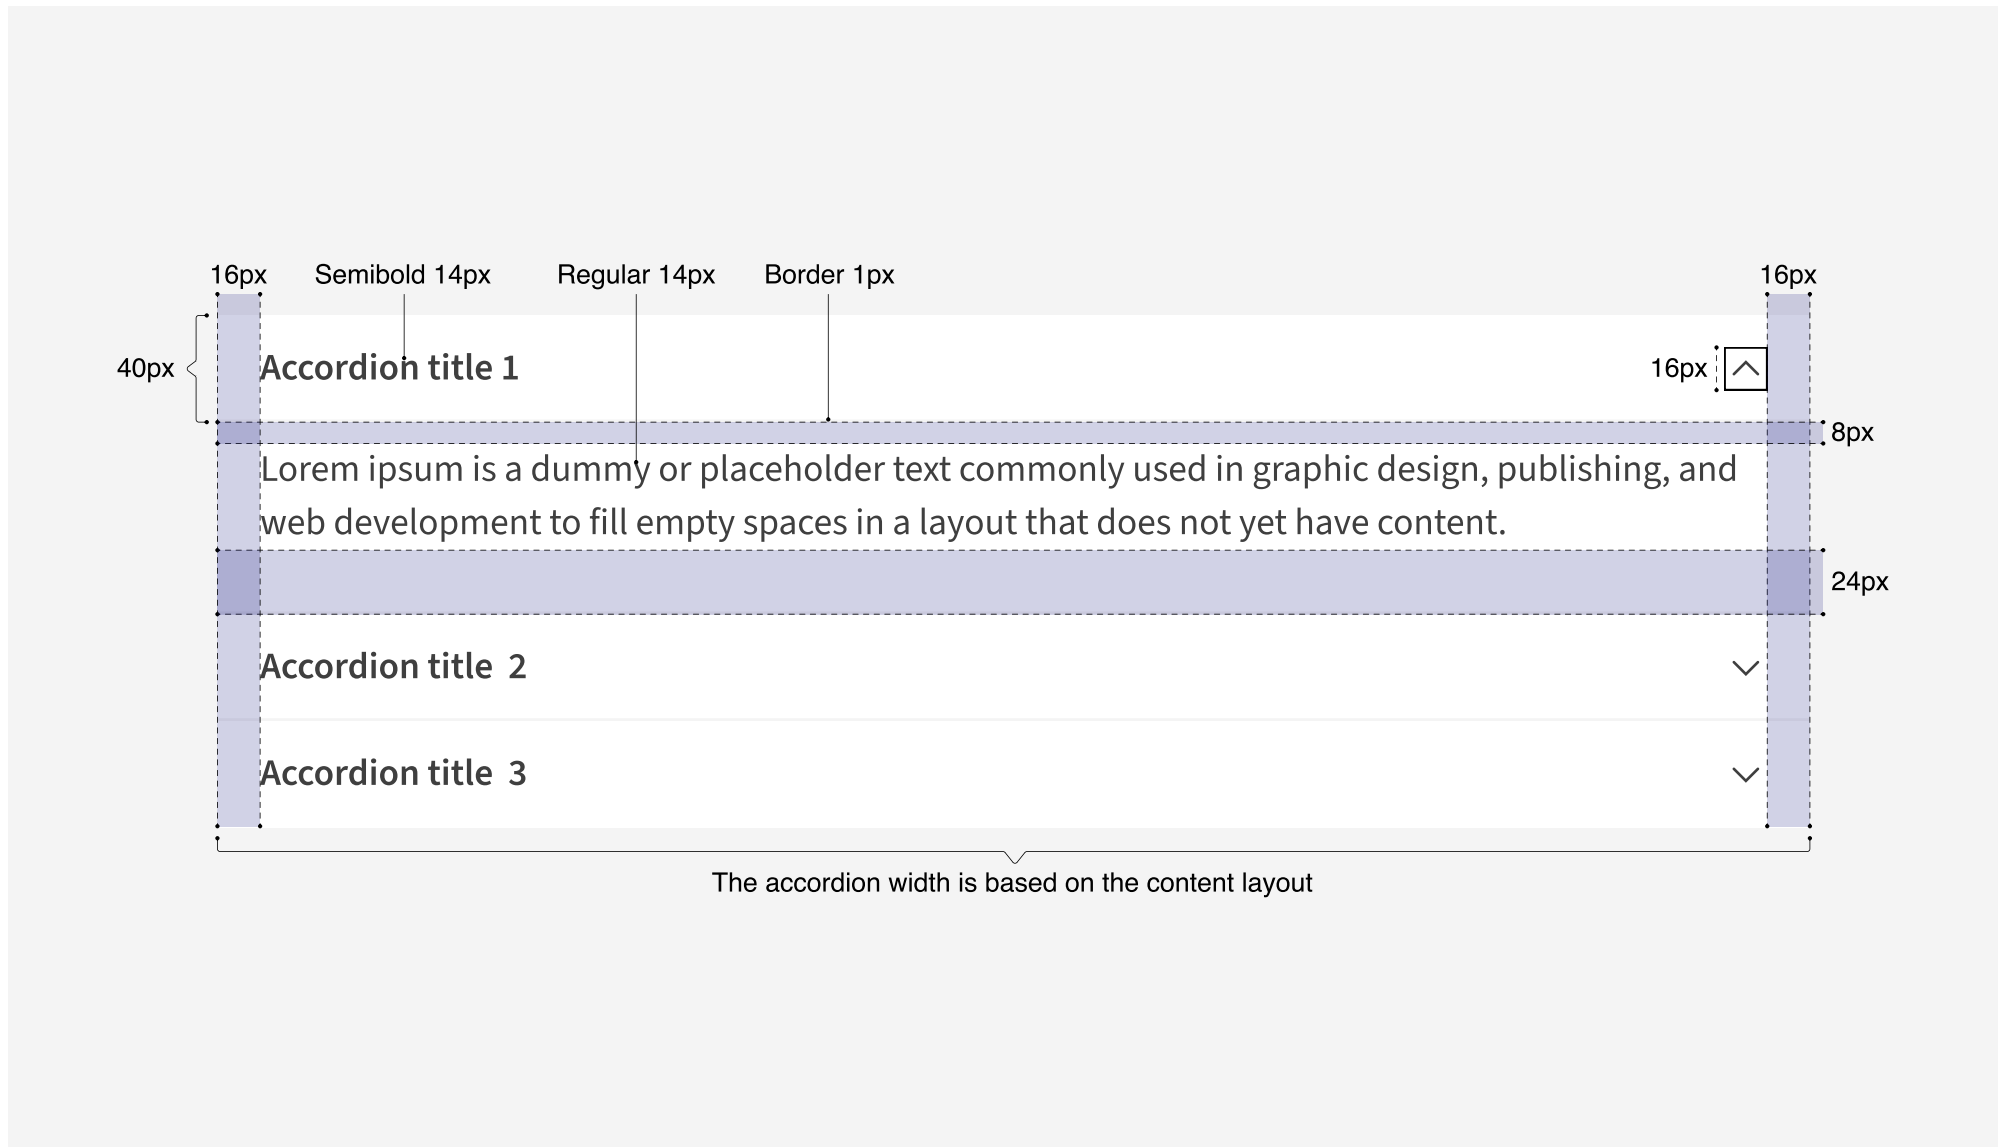 16px Semibold 14px Regular 14px Border 1px 16px
40px Accordion title 1 16px
8px
Lorem ipsum is a dummy or placeholder text commonly used in graphic design, publishing, and
web development to fill empty spaces in a layout that does not yet have content.
24px
Accordion title 2
Accordion title 3
The accordion width is based on the content layout